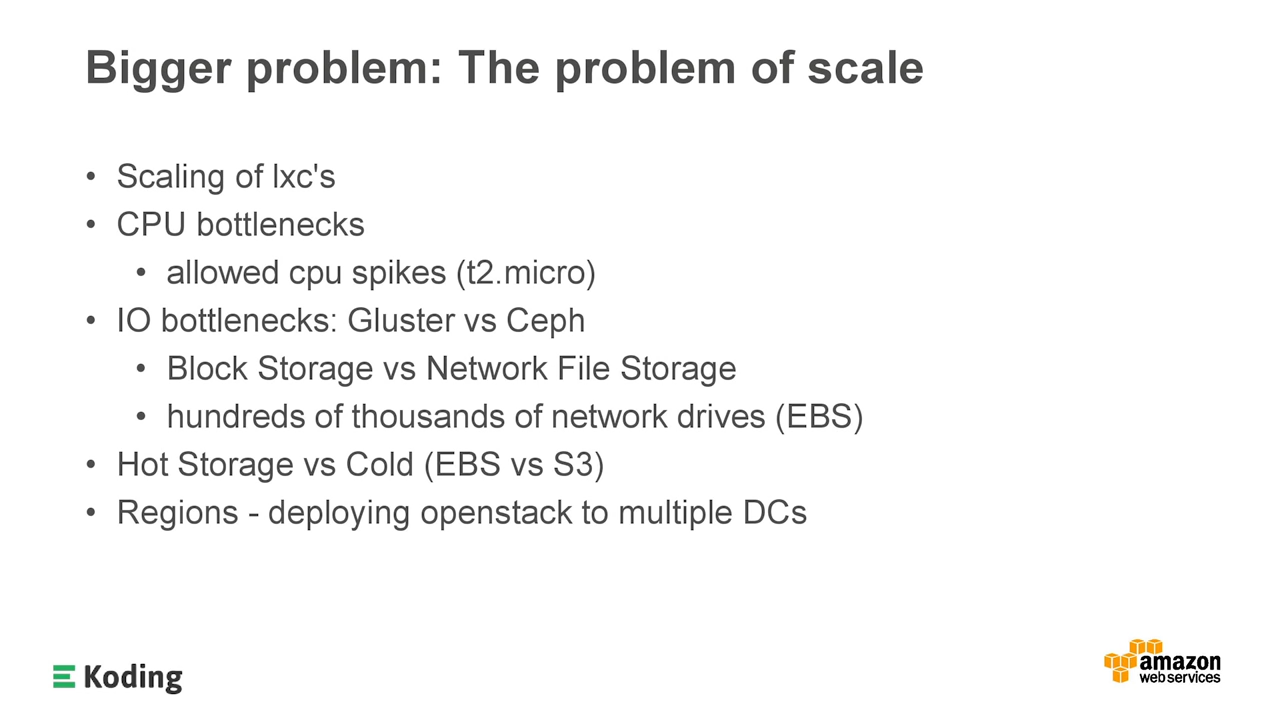 Bigger problem: The problem of scale
• Scaling of lxc's
• CPU bottlenecks
• allowed cpu spikes (t2.micro)
• IO bottlenecks: Gluster vs Ceph
• Block Storage vs Network File Storage
• hundreds of thousands of network drives (EBS)
• Hot Storage vs Cold (EBS vs S3)
• Regions - deploying openstack to multiple DCs
Koding
amazon
web services